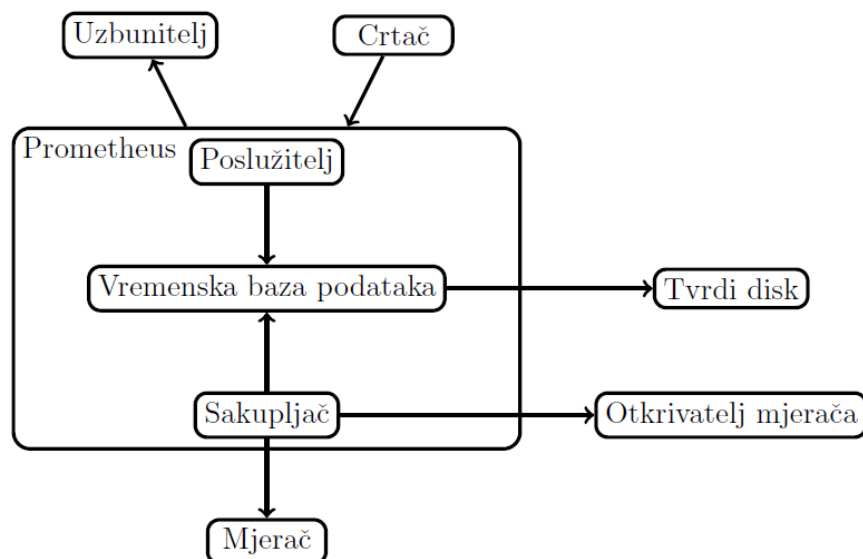 Uzbunitelj
Crtač
Prometheus
Poslužitelj
Vremenska baza podataka
Tvrdi disk
Sakupljač
Otkrivatelj mjerača
Mjerač